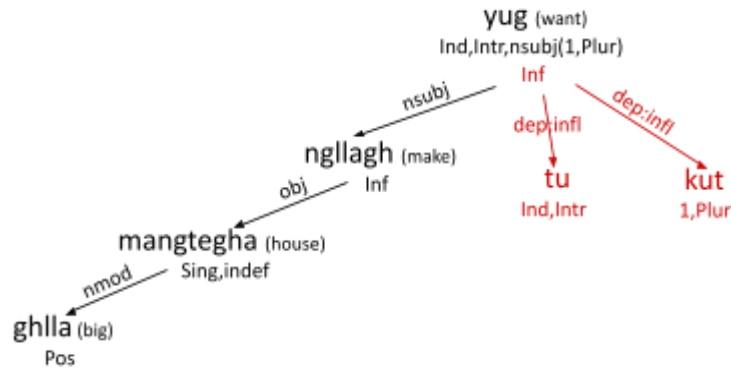 yug (want)
Ind,Intr,nsubj(1,Plur)
Inf
nsubj
dep:infl
dep:infl
ngllagh (make)
Inf
tu
Ind,Intr
kut
1,Plur
obj
mangtegha (house)
Sing,indef
nmod
ghlla (big)
Pos